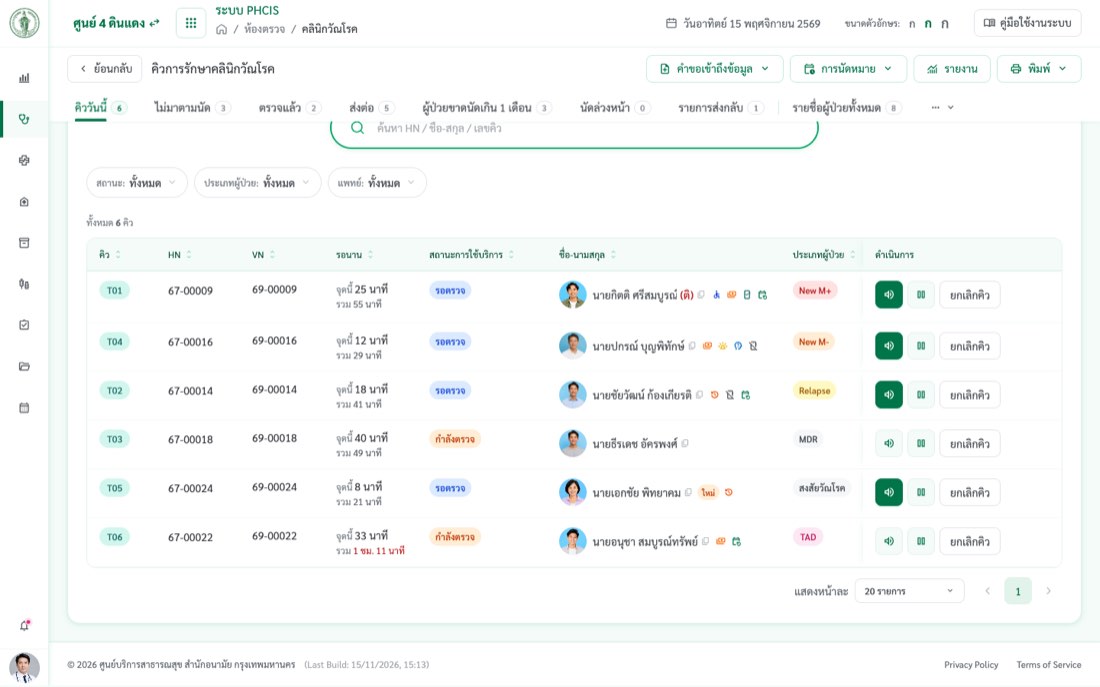 ศูนย์ 4 ดินแดง
ระบบ PHCIS
ห้องตรวจ / คลินิกวัณโรค
วันอาทิตย์ 15 พฤศจิกายน 2569
ขนาดตัวอักษร: ก ก ก
คู่มือใช้งานระบบ
ย้อนกลับ
คิวการรักษาคลินิกวัณโรค
คำขอเข้าถึงข้อมูล
การนัดหมาย
รายงาน
พิมพ์
คิววันนี้ 6
ไม่มาตามนัด 3
ตรวจแล้ว 2
ส่งต่อ 5
ผู้ป่วยขาดนัดเกิน 1 เดือน 3
นัดล่วงหน้า 0
รายการส่งกลับ 1
รายชื่อผู้ป่วยทั้งหมด 8
ค้นหา HN / ชื่อ-สกุล / เลขคิว
สถานะ: ทั้งหมด
ประเภทผู้ป่วย: ทั้งหมด
แพทย์: ทั้งหมด
ทั้งหมด 6 คิว
คิว HN VN รอนาน สถานะการใช้บริการ ชื่อ-นามสกุล ประเภทผู้ป่วย ดำเนินการ
T01 67-00009 69-00009 จุดนี้ 25 นาที รอตรวจ นายกิตติ ศรีสมบูรณ์ (ติ) New M+ ยกเลิกคิว
รวม 55 นาที
T04 67-00016 69-00016 จุดนี้ 12 นาที รอตรวจ นายปกรณ์ บุญพิทักษ์ New M- ยกเลิกคิว
รวม 29 นาที
T02 67-00014 69-00014 จุดนี้ 18 นาที รอตรวจ นายชัยวัฒน์ ก้องเกียรติ Relapse ยกเลิกคิว
รวม 41 นาที
T03 67-00018 69-00018 จุดนี้ 40 นาที กำลังตรวจ นายธีรเดช อัครพงศ์ MDR ยกเลิกคิว
รวม 49 นาที
T05 67-00024 69-00024 จุดนี้ 8 นาที รอตรวจ นายเอกชัย พิทยาคม ใหม่ สงสัยวัณโรค ยกเลิกคิว
รวม 21 นาที
T06 67-00022 69-00022 จุดนี้ 33 นาที กำลังตรวจ นายอนุชา สมบูรณ์ทรัพย์ TAD ยกเลิกคิว
รวม 1 ชม. 11 นาที
แสดงหน้าละ 20 รายการ 1
© 2026 ศูนย์บริการสาธารณสุข สำนักอนามัย กรุงเทพมหานคร (Last Build: 15/11/2026, 15:13)
Privacy Policy Terms of Service